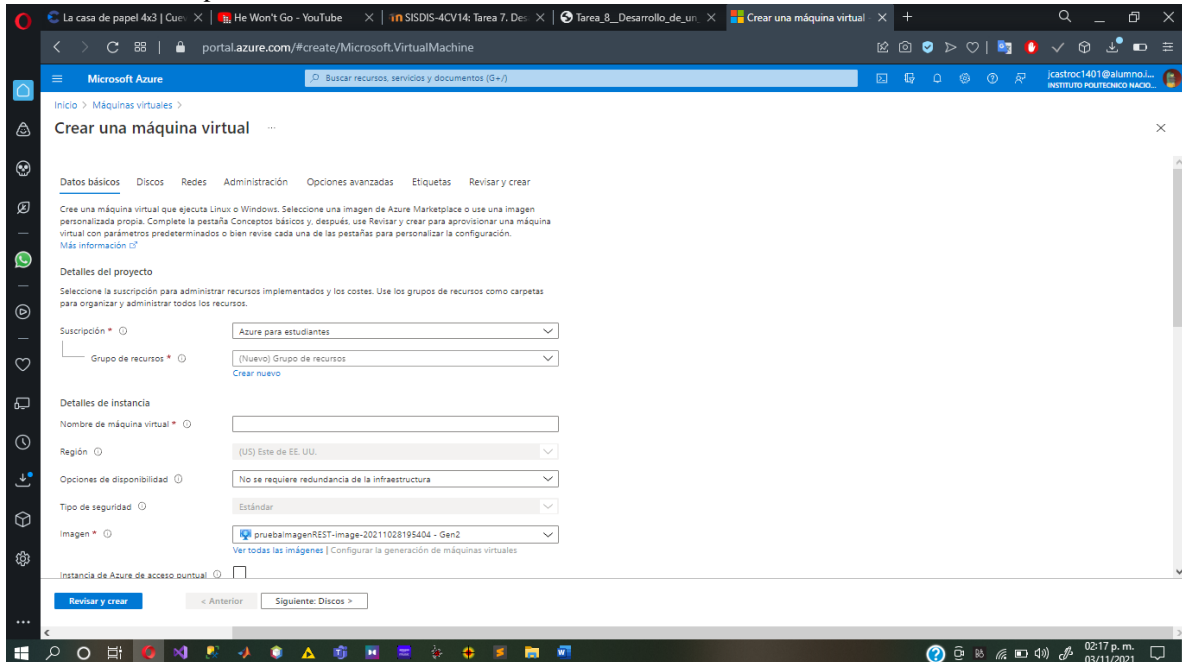 La casa de papel 4x3 | Cuev
He Won't Go - YouTube
SISDIS-4CV14: Tarea 7. Des
Tarea_8__Desarrollo_de_un_
Crear una máquina virtual
portal.azure.com/#create/Microsoft.VirtualMachine
Microsoft Azure
Buscar recursos, servicios y documentos (G+/)
jcastroc1401@alumno.i...
INSTITUTO POLITECNICO NACIO...
Inicio > Máquinas virtuales >
Crear una máquina virtual ...
Datos básicos Discos Redes Administración Opciones avanzadas Etiquetas Revisar y crear
Cree una máquina virtual que ejecuta Linux o Windows. Seleccione una imagen de Azure Marketplace o use una imagen
personalizada propia. Complete la pestaña Conceptos básicos y, después, use Revisar y crear para aprovisionar una máquina
virtual con parámetros predeterminados o bien revise cada una de las pestañas para personalizar la configuración.
Más información
Detalles del proyecto
Seleccione la suscripción para administrar recursos implementados y los costes. Use los grupos de recursos como carpetas
para organizar y administrar todos los recursos.
Suscripción * Azure para estudiantes
Grupo de recursos * (Nuevo) Grupo de recursos
Crear nuevo
Detalles de instancia
Nombre de máquina virtual *
Región (US) Este de EE. UU.
Opciones de disponibilidad No se requiere redundancia de la infraestructura
Tipo de seguridad Estándar
Imagen * pruebaImagenREST-image-20211028195404 - Gen2
Ver todas las imágenes | Configurar la generación de máquinas virtuales
Instancia de Azure de acceso puntual
Revisar y crear < Anterior Siguiente: Discos >
02:17 p. m.
03/11/2021